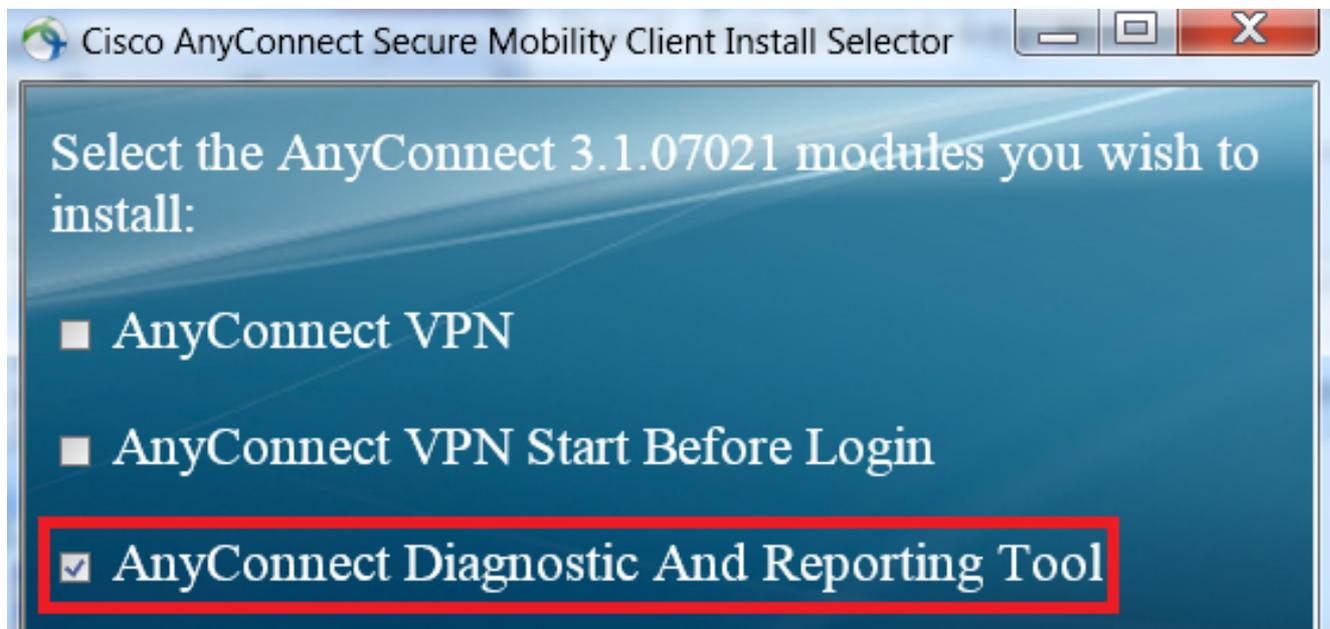 Cisco AnyConnect Secure Mobility Client Install Selector
Select the AnyConnect 3.1.07021 modules you wish to
install:
AnyConnect VPN
AnyConnect VPN Start Before Login
AnyConnect Diagnostic And Reporting Tool